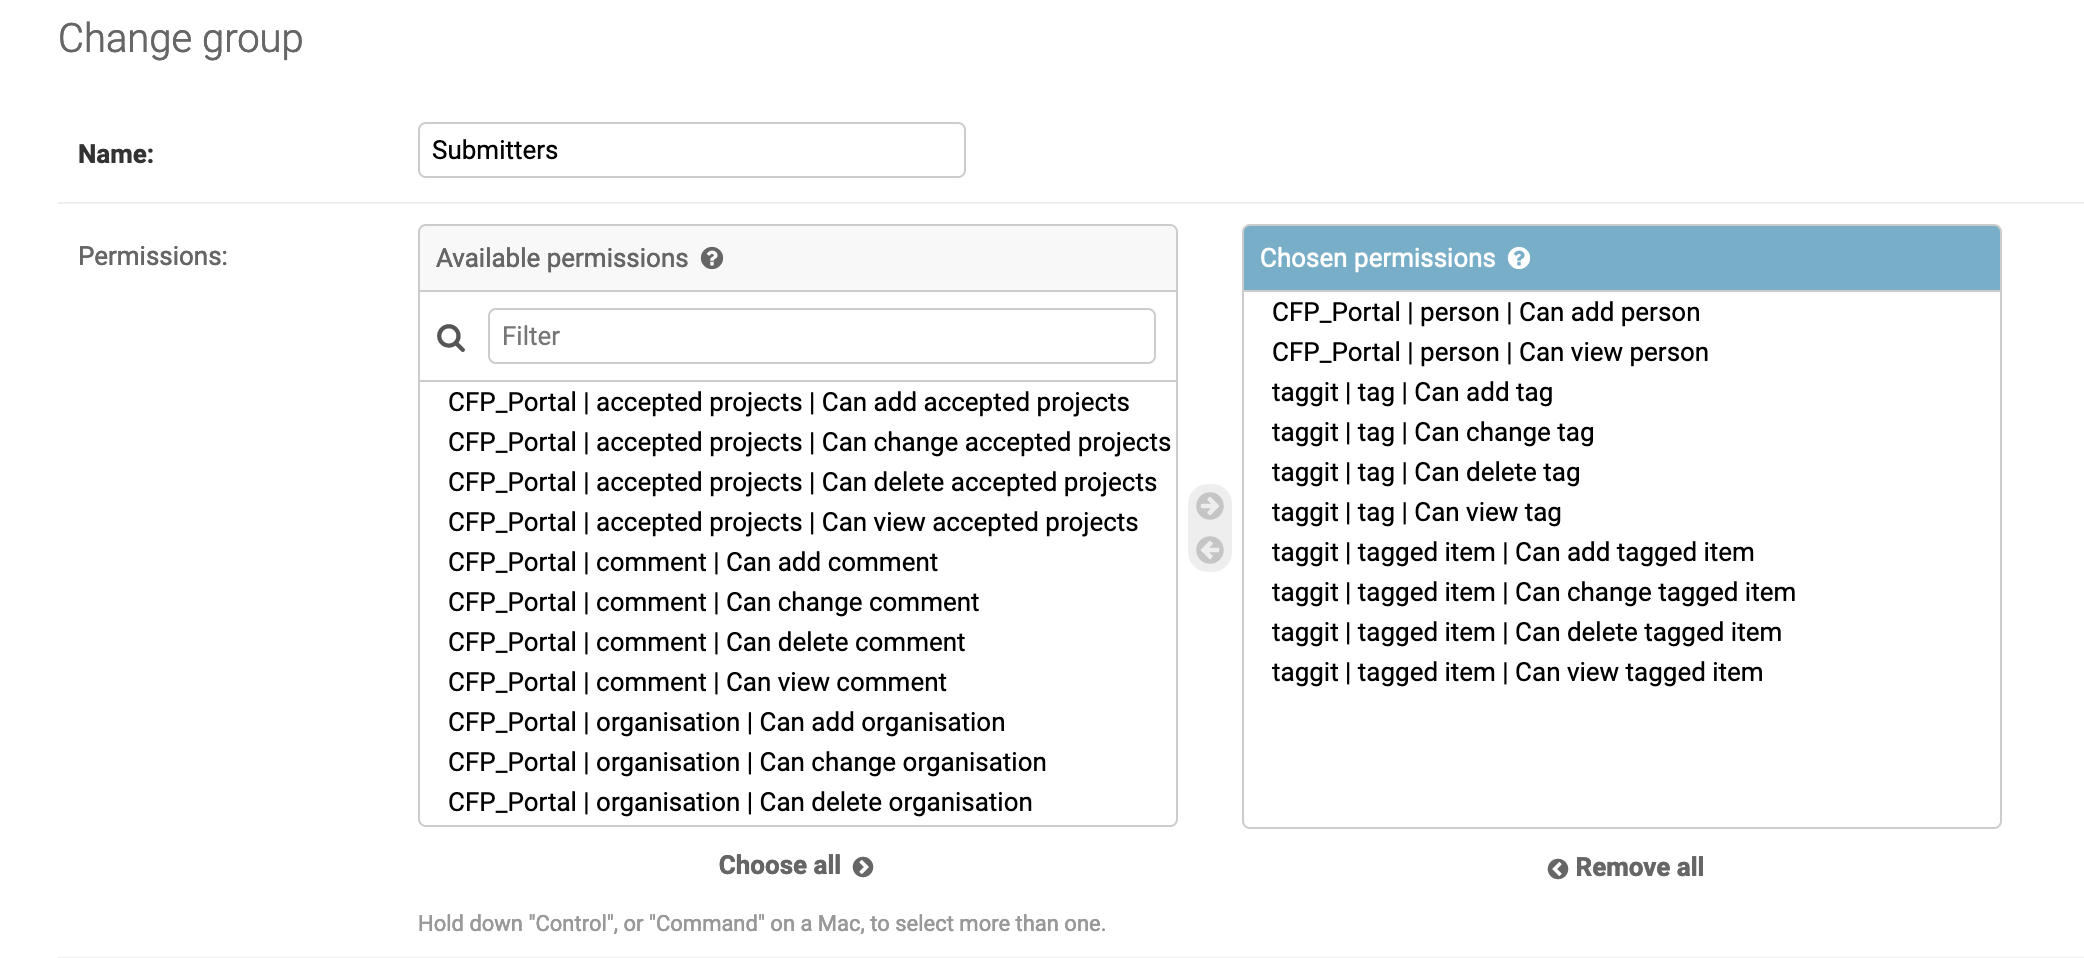 Change group
Name:
Submitters
Permissions:
Available permissions
Filter
CFP_Portal | accepted projects | Can add accepted projects
CFP_Portal | accepted projects | Can change accepted projects
CFP_Portal | accepted projects | Can delete accepted projects
CFP_Portal | accepted projects | Can view accepted projects
CFP_Portal | comment | Can add comment
CFP_Portal | comment | Can change comment
CFP_Portal | comment | Can delete comment
CFP_Portal | comment | Can view comment
CFP_Portal | organisation | Can add organisation
CFP_Portal | organisation | Can change organisation
CFP_Portal | organisation | Can delete organisation
Choose all
Chosen permissions
CFP_Portal | person | Can add person
CFP_Portal | person | Can view person
taggit | tag | Can add tag
taggit | tag | Can change tag
taggit | tag | Can delete tag
taggit | tag | Can view tag
taggit | tagged item | Can add tagged item
taggit | tagged item | Can change tagged item
taggit | tagged item | Can delete tagged item
taggit | tagged item | Can view tagged item
Remove all
Hold down "Control", or "Command" on a Mac, to select more than one.